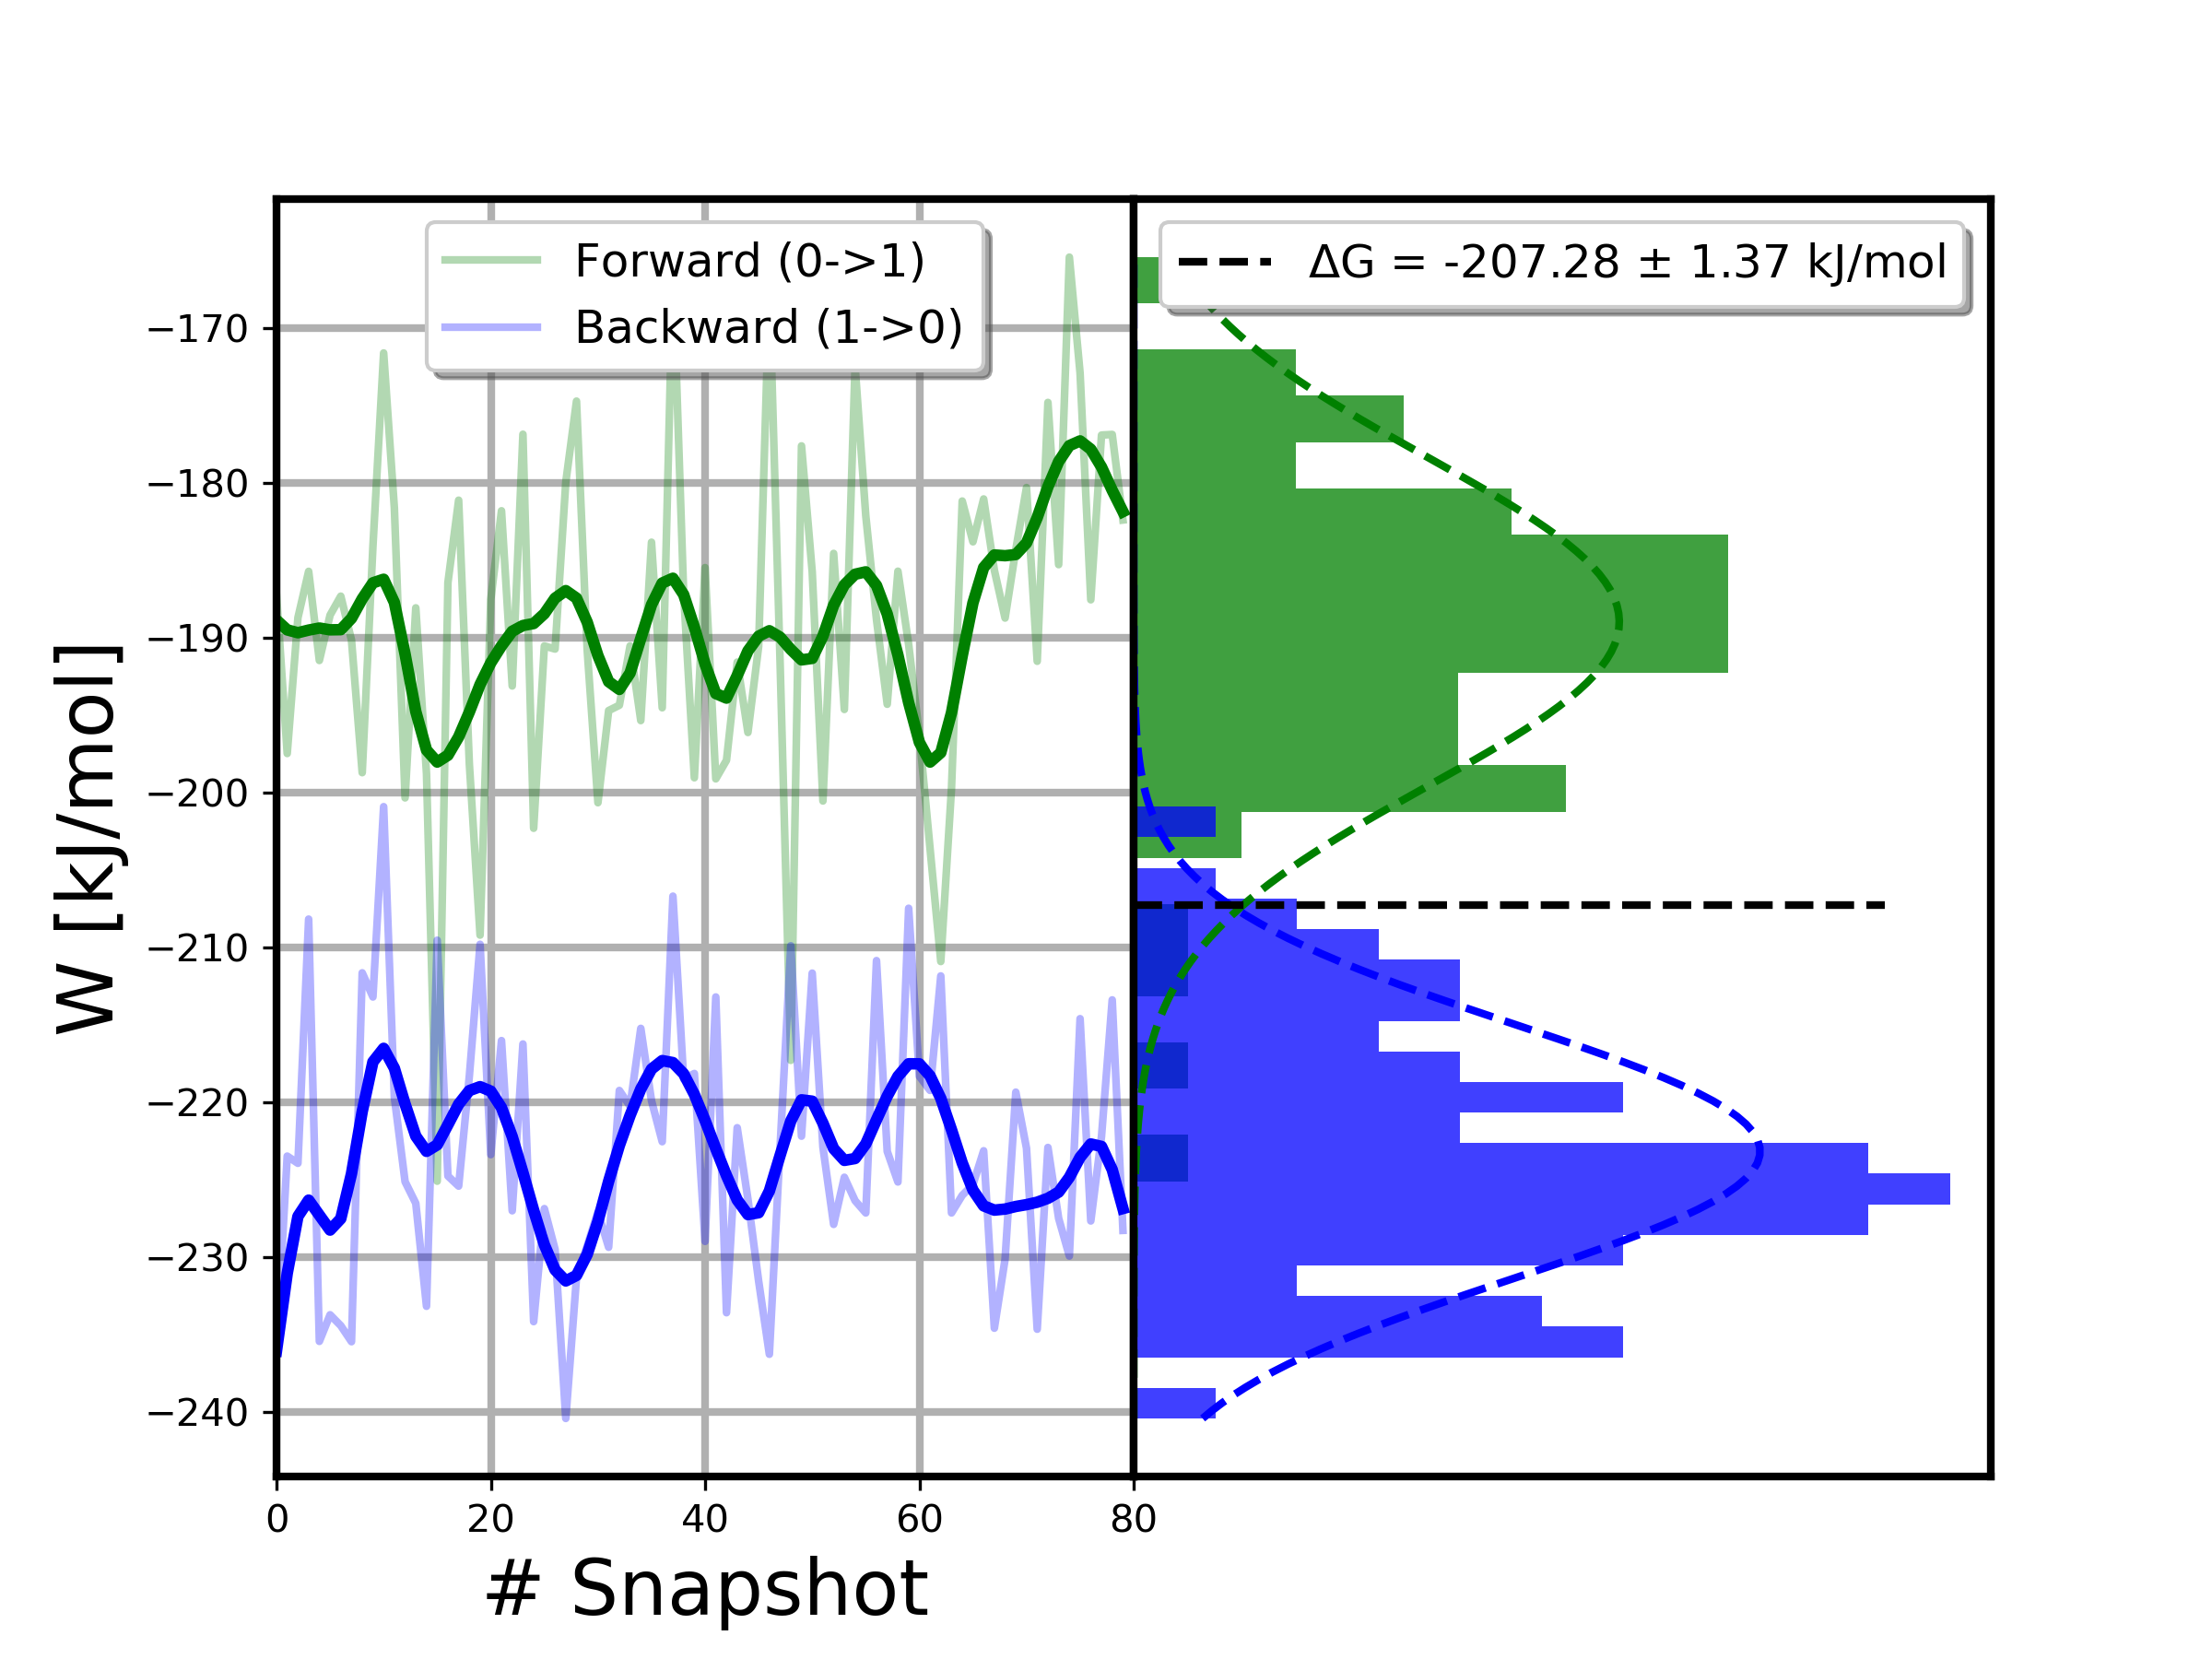 Forward (0->1)
Backward (1->0)
ΔG = -207.28 ± 1.37 kJ/mol
−170
−180
−190
−200
−210
−220
−230
−240
W [kJ/mol]
0
20
40
60
80
# Snapshot